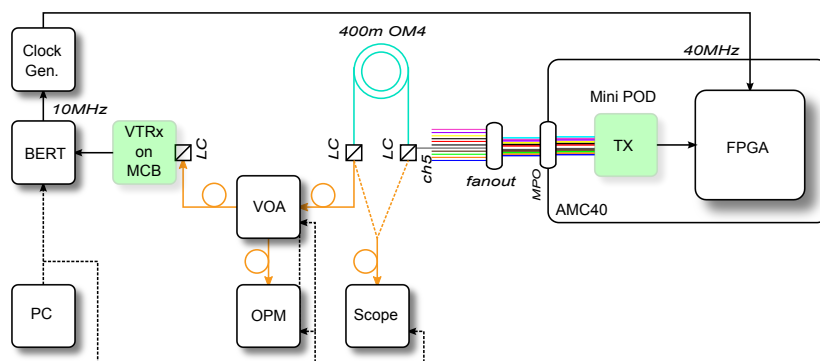 400m OM4
Clock
Gen.
40MHz
10MHz
Mini POD
BERT
VTRx
on
MCB
LC
LC
LC
ch5
fanout
MPO
TX
FPGA
AMC40
VOA
PC
OPM
Scope